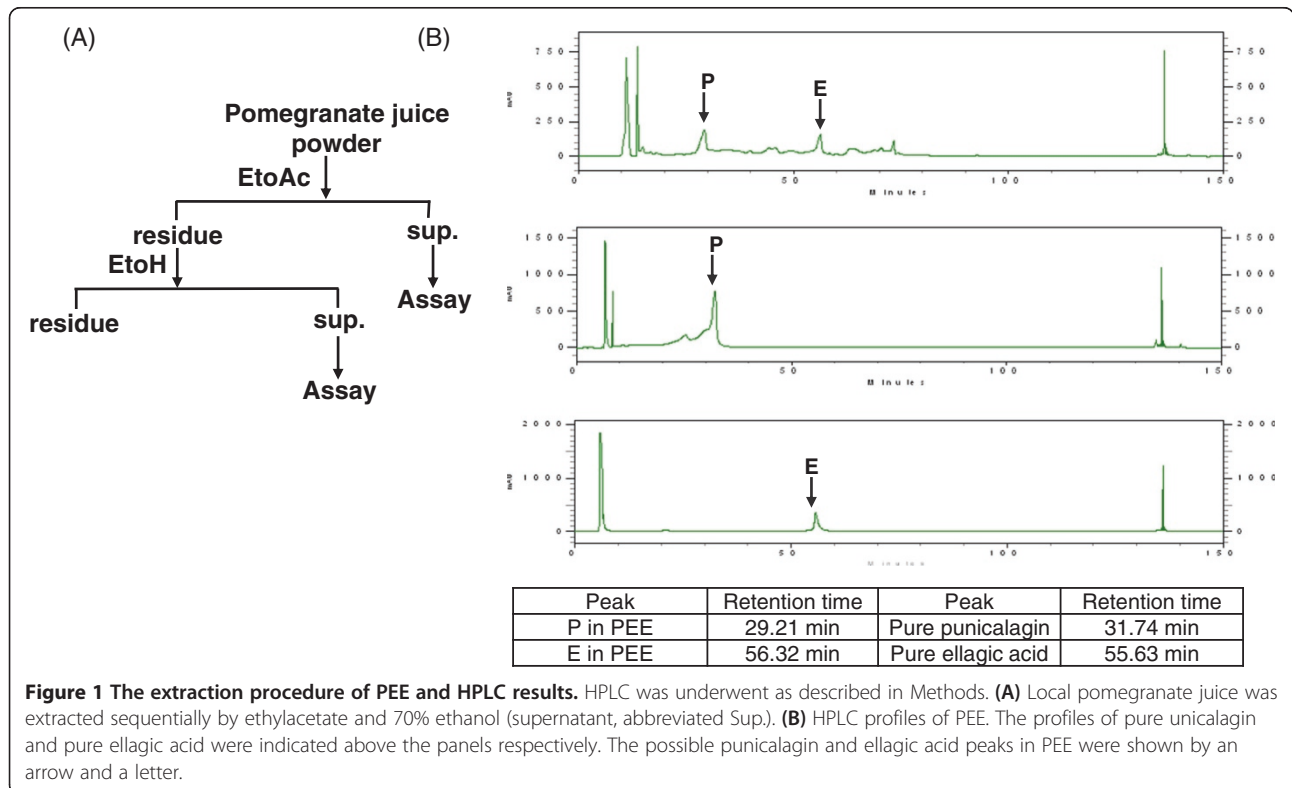 (A)
Pomegranate juice
powder
EtoAc
residue
sup.
EtoH
Assay
residue
sup.
Assay
(B)
750
500
250
0
mAU
P
E
750
500
250
0
0
50
100
150
Minutes
1500
1000
500
0
mAU
P
1500
1000
500
0
0
50
100
150
Minutes
2000
1000
0
mAU
E
2000
1000
0
0
50
100
150
Minutes
Peak Retention time Peak Retention time
P in PEE 29.21 min Pure punicalagin 31.74 min
E in PEE 56.32 min Pure ellagic acid 55.63 min
Figure 1 The extraction procedure of PEE and HPLC results. HPLC was underwent as described in Methods. (A) Local pomegranate juice was
extracted sequentially by ethylacetate and 70% ethanol (supernatant, abbreviated Sup.). (B) HPLC profiles of PEE. The profiles of pure unicalagin
and pure ellagic acid were indicated above the panels respectively. The possible punicalagin and ellagic acid peaks in PEE were shown by an
arrow and a letter.